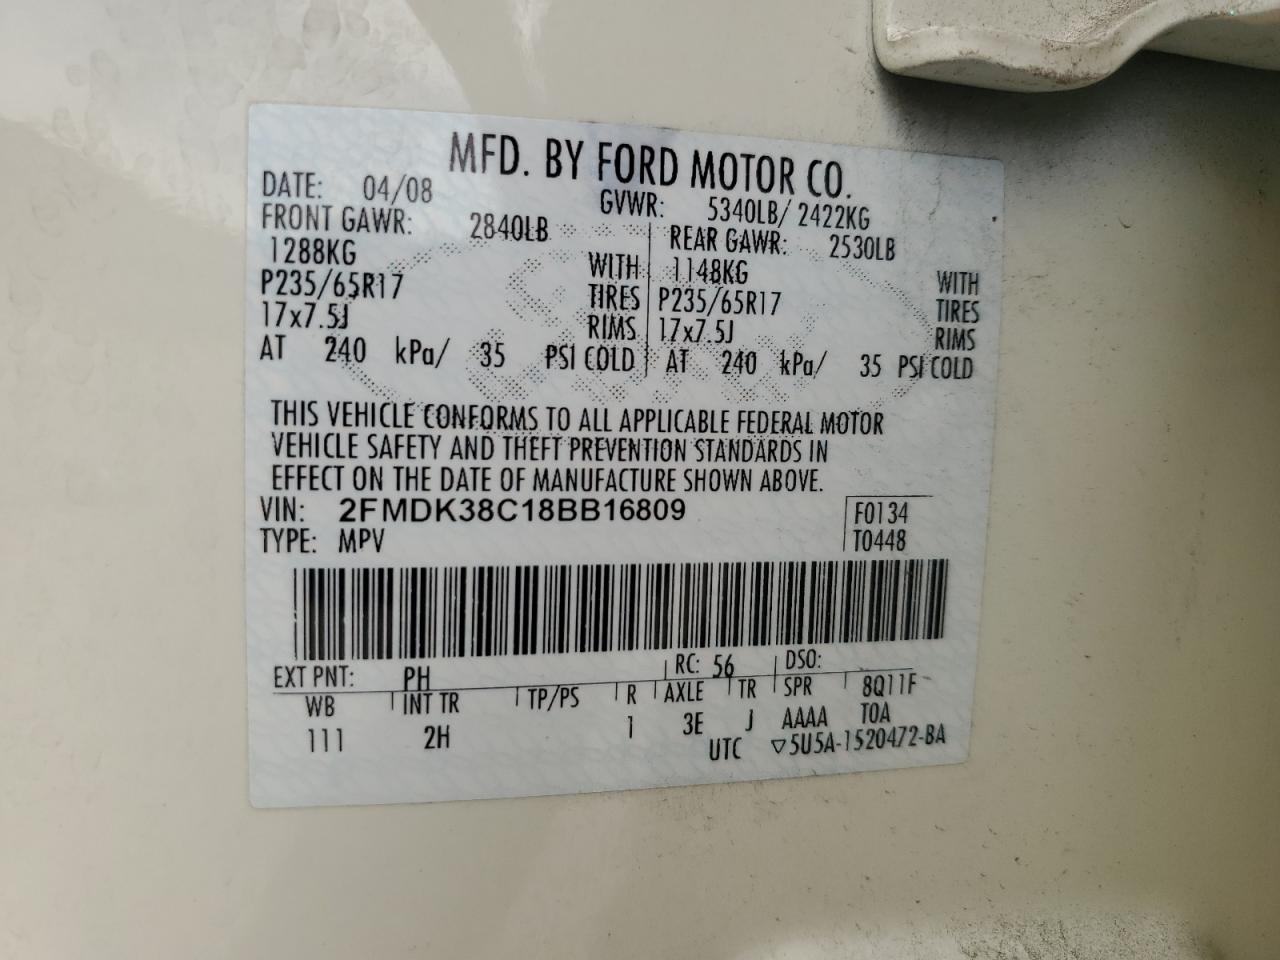 MFD. BY FORD MOTOR CO.
DATE: 04/08 GVWR: 5340LB/ 2422KG
FRONT GAWR: 2840LB REAR GAWR: 2530LB
1288KG WITH 1148KG WITH
P235/65R17 TIRES P235/65R17 TIRES
17x7.5J RIMS 17x7.5J RIMS
AT 240 kPa/ 35 PSI COLD AT 240 kPa/ 35 PSI COLD
THIS VEHICLE CONFORMS TO ALL APPLICABLE FEDERAL MOTOR
VEHICLE SAFETY AND THEFT PREVENTION STANDARDS IN
EFFECT ON THE DATE OF MANUFACTURE SHOWN ABOVE.
VIN: 2FMDK38C18BB16809 F0134
TYPE: MPV T0448
EXT PNT: PH RC: 56 DSO:
WB INT TR TP/PS R AXLE TR SPR 8Q11F
111 2H 1 3E J AAAA TOA
UTC ▽5U5A-1520472-BA